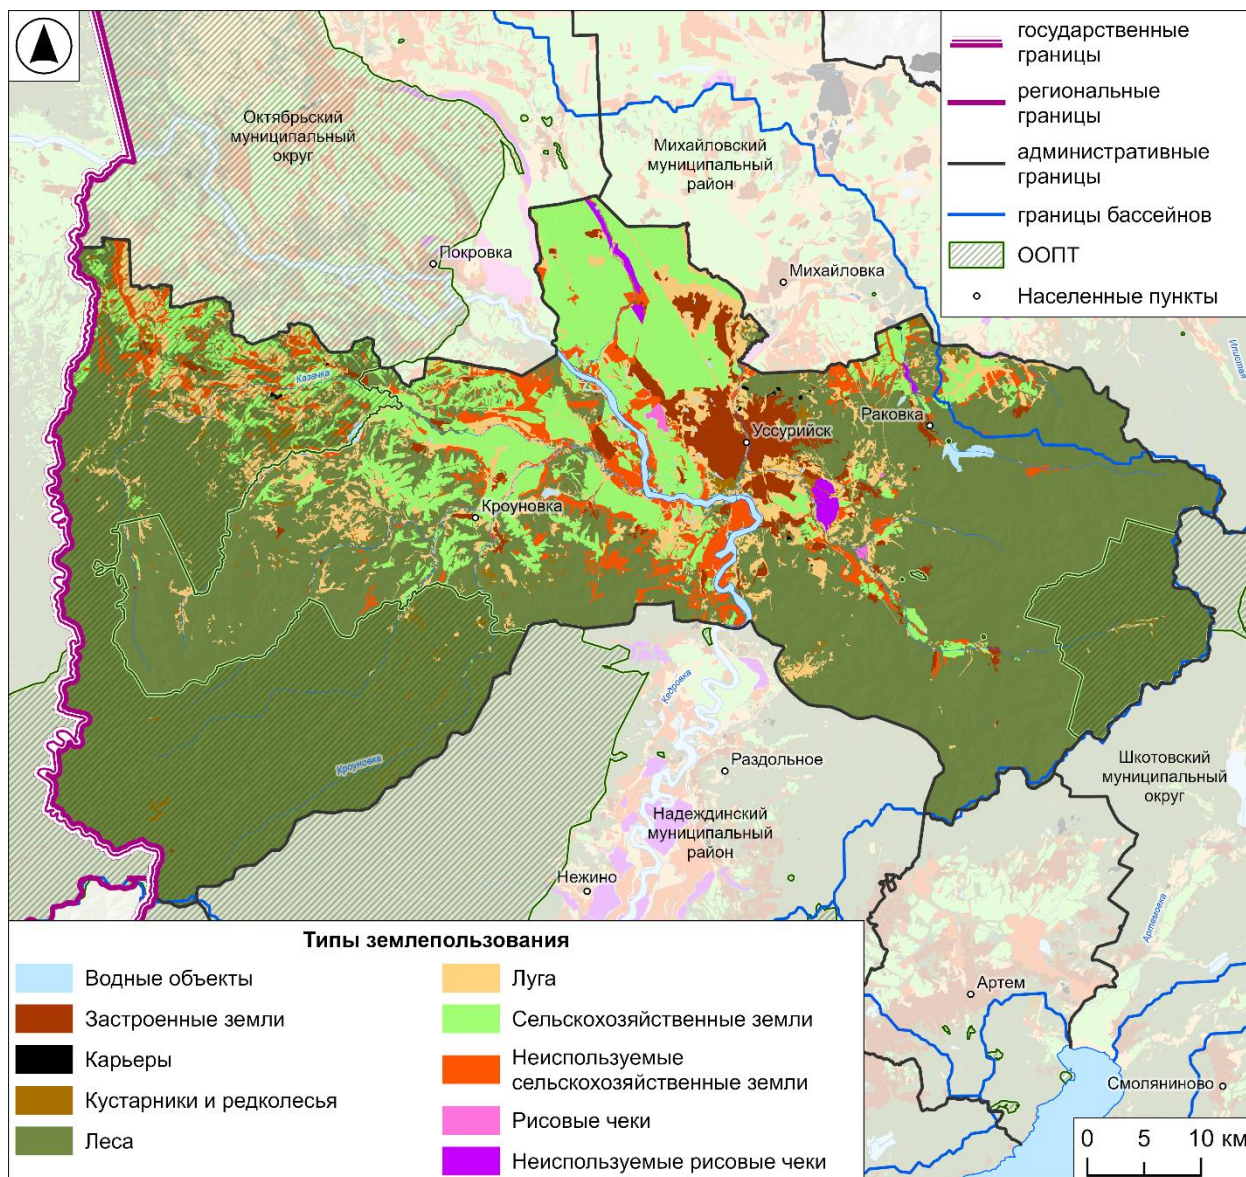 государственные
границы
региональные
границы
административные
границы
границы бассейнов
ООПТ
Населенные пункты
Октябрьский
муниципальный
округ
Михайловский
муниципальный
район
Покровка
Михайловка
Илистая
Казачка
Раковка
Уссурийск
Кроуновка
Кедровка
Кроуновка
Раздольное
Шкотовский
муниципальный
округ
Надеждинский
муниципальный
район
Нежино
Артемовка
Артем
Смоляниново
Типы землепользования
Водные объекты
Застроенные земли
Карьеры
Кустарники и редколесья
Леса
Луга
Сельскохозяйственные земли
Неиспользуемые
сельскохозяйственные земли
Рисовые чеки
Неиспользуемые рисовые чеки
0 5 10 км